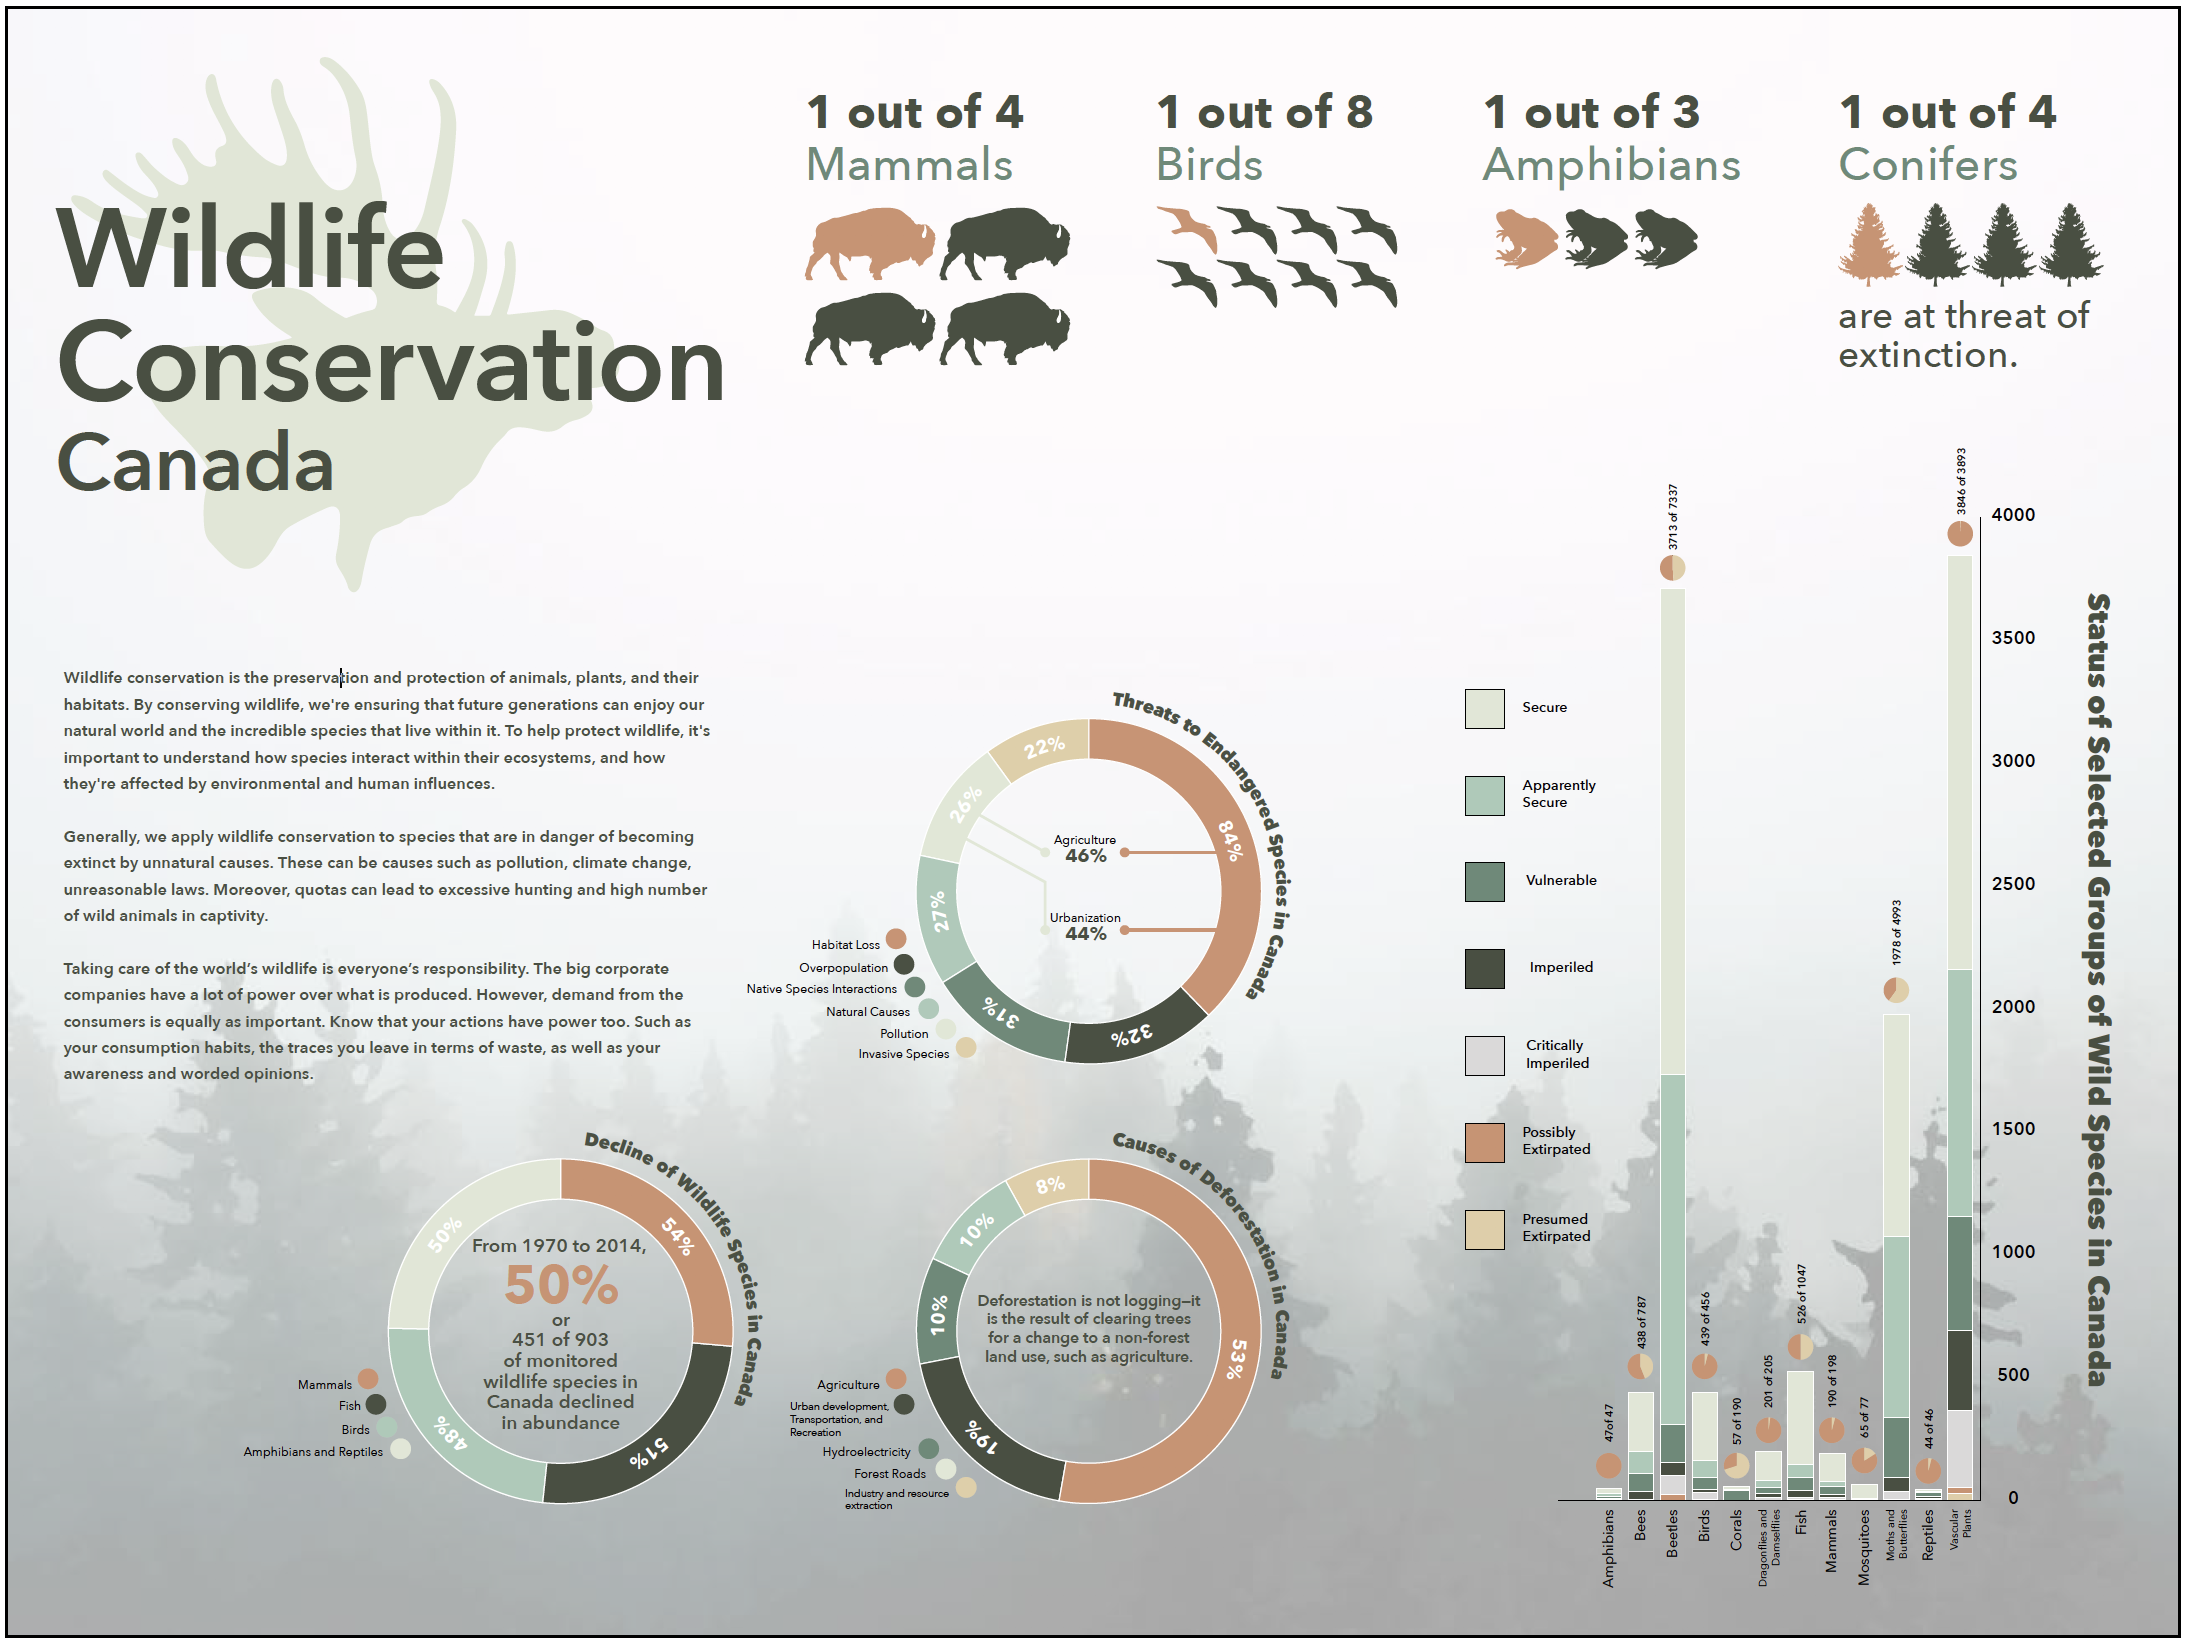 Wildlife
Conservation
Canada
1 out of 4
Mammals
1 out of 8
Birds
1 out of 3
Amphibians
1 out of 4
Conifers
are at threat of
extinction.
Wildlife conservation is the preservation and protection of animals, plants, and their
habitats. By conserving wildlife, we're ensuring that future generations can enjoy our
natural world and the incredible species that live within it. To help protect wildlife, it's
important to understand how species interact within their ecosystems, and how
they're affected by environmental and human influences.
Generally, we apply wildlife conservation to species that are in danger of becoming
extinct by unnatural causes. These can be causes such as pollution, climate change,
unreasonable laws. Moreover, quotas can lead to excessive hunting and high number
of wild animals in captivity.
Taking care of the world’s wildlife is everyone’s responsibility. The big corporate
companies have a lot of power over what is produced. However, demand from the
consumers is equally as important. Know that your actions have power too. Such as
your consumption habits, the traces you leave in terms of waste, as well as your
awareness and worded opinions.
Threats to Endangered Species in Canada
84%
32%
31%
27%
26%
22%
Agriculture
46%
Urbanization
44%
Habitat Loss
Overpopulation
Native Species Interactions
Natural Causes
Pollution
Invasive Species
Decline of Wildlife Species in Canada
54%
51%
48%
50%
From 1970 to 2014,
50%
or
451 of 903
of monitored
wildlife species in
Canada declined
in abundance
Mammals
Fish
Birds
Amphibians and Reptiles
Causes of Deforestation in Canada
53%
19%
10%
10%
8%
Deforestation is not logging—it
is the result of clearing trees
for a change to a non-forest
land use, such as agriculture.
Agriculture
Urban development,
Transportation, and
Recreation
Hydroelectricity
Forest Roads
Industry and resource
extraction
Secure
Apparently
Secure
Vulnerable
Imperiled
Critically
Imperiled
Possibly
Extirpated
Presumed
Extirpated
Status of Selected Groups of Wild Species in Canada
4000
3500
3000
2500
2000
1500
1000
500
0
47of 47
438 of 787
3713 of 7337
439 of 456
57 of 190
201 of 205
526 of 1047
190 of 198
65 of 77
1978 of 4993
44 of 46
3846 of 3893
Amphibians
Bees
Beetles
Birds
Corals
Dragonflies and
Damselflies
Fish
Mammals
Mosquitoes
Moths and
Butterflies
Reptiles
Vascular
Plants